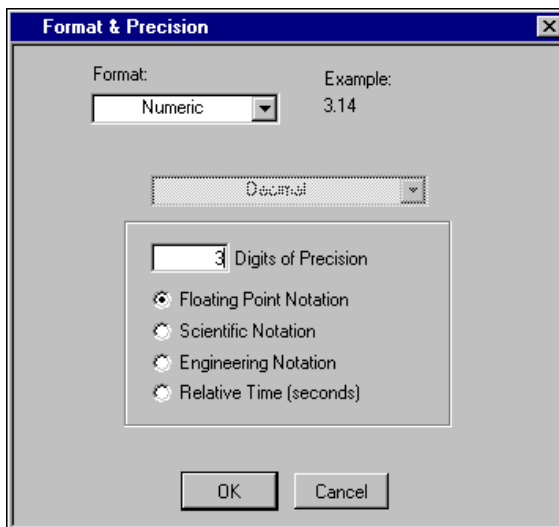 Format & Precision
Format: Example:
Numeric 3.14
Decimal
3 Digits of Precision
Floating Point Notation
Scientific Notation
Engineering Notation
Relative Time (seconds)
OK Cancel